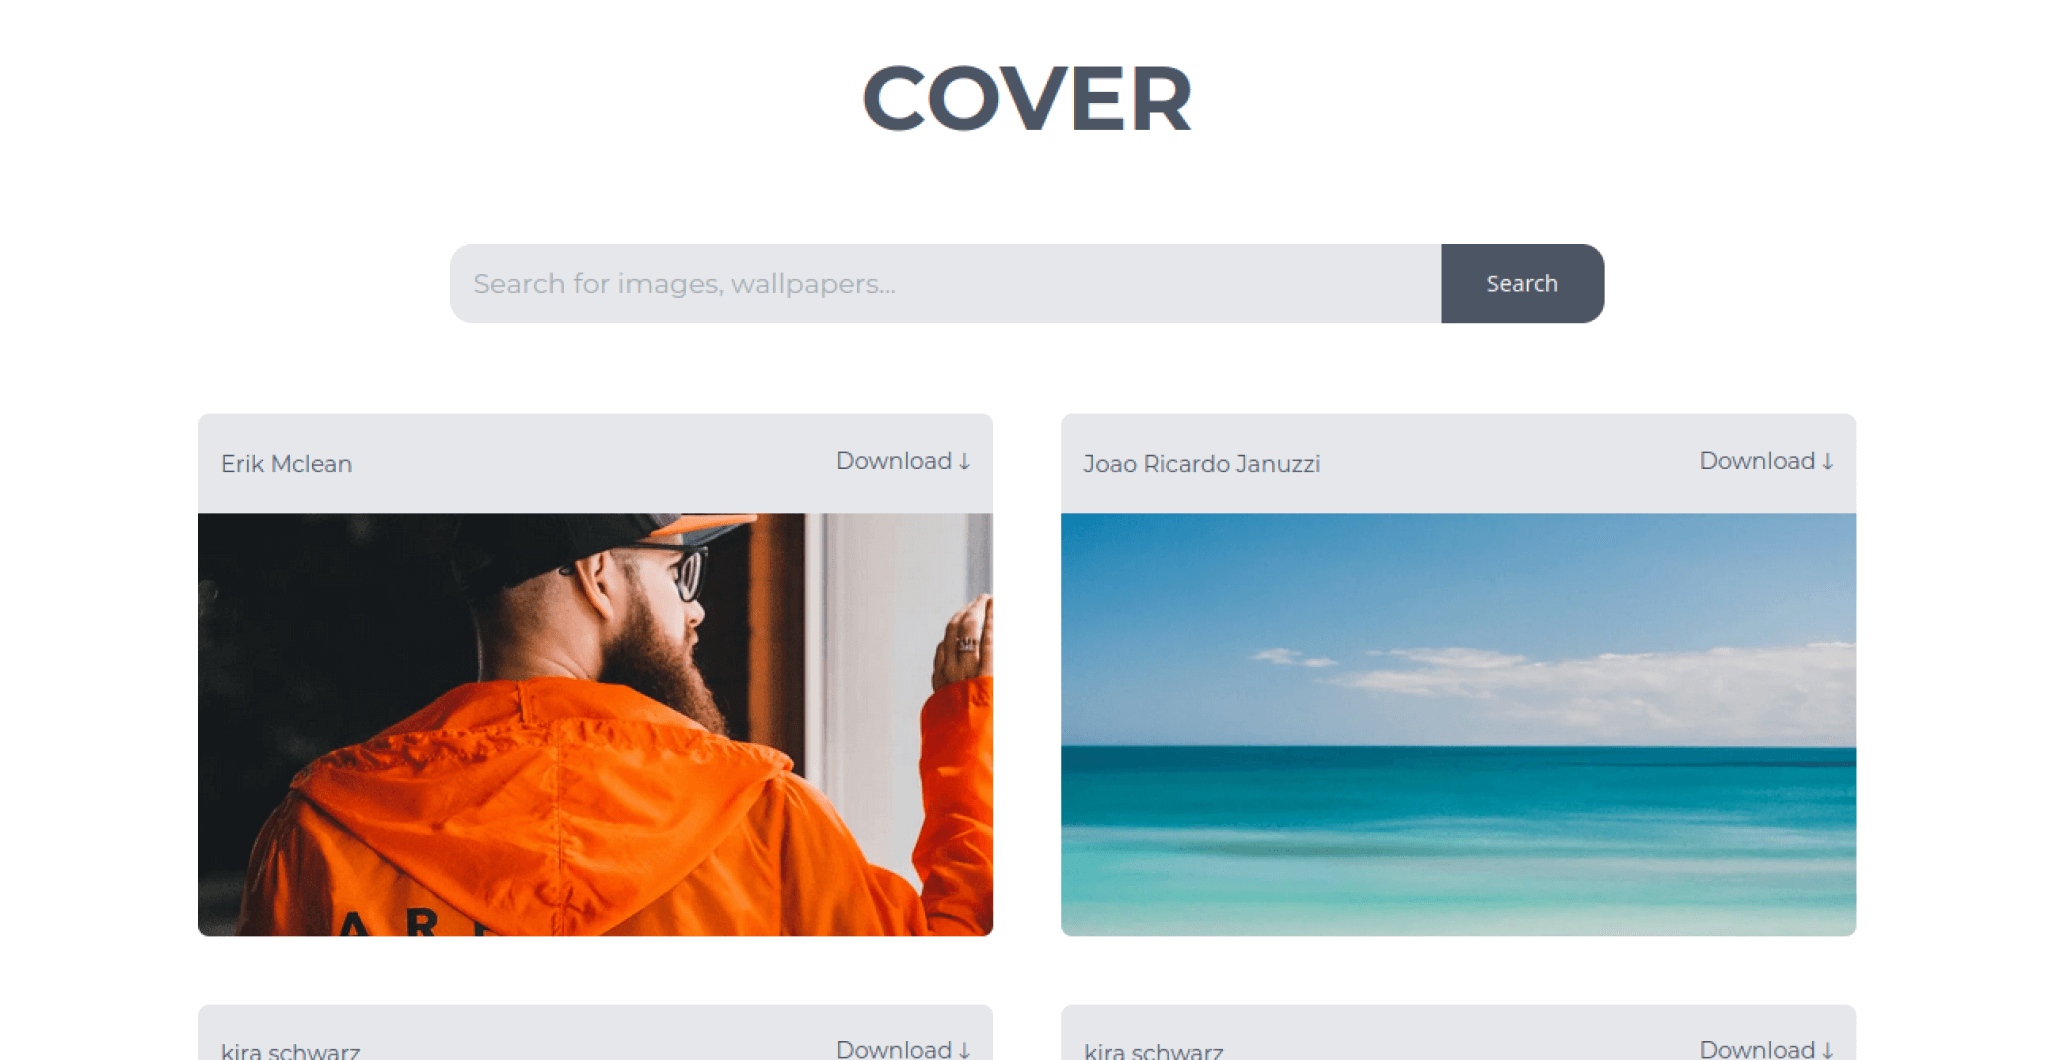 COVER
Search for images, wallpapers...
Search
Erik Mclean
Download ↓
Joao Ricardo Januzzi
Download ↓
A R
kira schwarz
Download ↓
kira schwarz
Download ↓